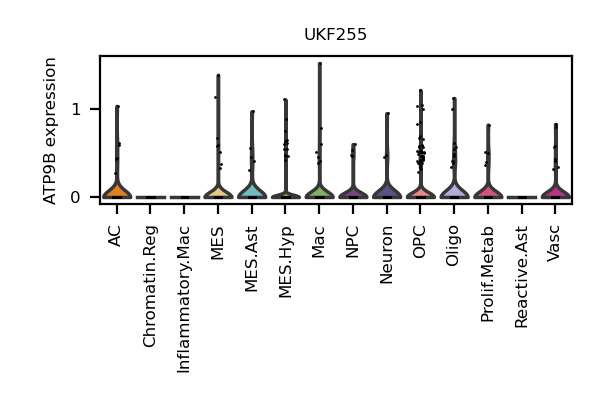 UKF255
ATP9B expression
1
0
AC
Chromatin.Reg
Inflammatory.Mac
MES
MES.Ast
MES.Hyp
Mac
NPC
Neuron
OPC
Oligo
Prolif.Metab
Reactive.Ast
Vasc